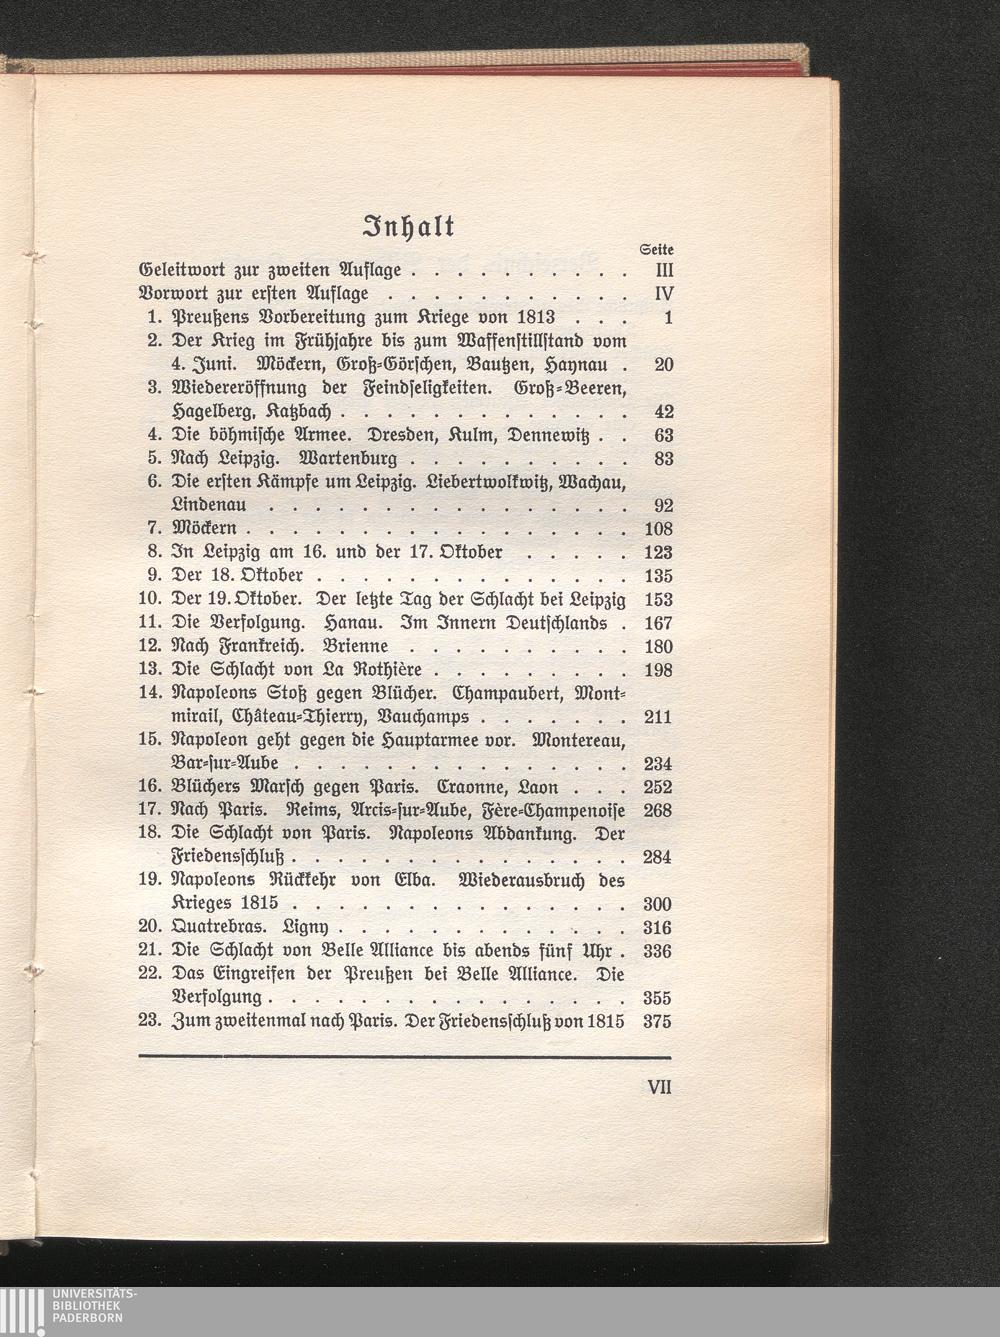 Inhalt
Seite
Geleitwort zur zweiten Auflage . . . . . . . . . . III
Vorwort zur ersten Auflage . . . . . . . . . . . IV
1. Preußens Vorbereitung zum Kriege von 1813 . . . 1
2. Der Krieg im Frühjahre bis zum Waffenstillstand vom
4. Juni. Möckern, Groß-Görschen, Bautzen, Haynau . 20
3. Wiedereröffnung der Feindseligkeiten. Groß-Beeren,
Hagelberg, Katzbach . . . . . . . . . . . . . 42
4. Die böhmische Armee. Dresden, Kulm, Dennewitz . . 63
5. Nach Leipzig. Wartenburg . . . . . . . . . . 83
6. Die ersten Kämpfe um Leipzig. Liebertwolkwitz, Wachau,
Lindenau . . . . . . . . . . . . . . . . 92
7. Möckern . . . . . . . . . . . . . . . . . 108
8. In Leipzig am 16. und der 17. Oktober . . . . . 123
9. Der 18. Oktober . . . . . . . . . . . . . . 135
10. Der 19. Oktober. Der letzte Tag der Schlacht bei Leipzig 153
11. Die Verfolgung. Hanau. Im Innern Deutschlands . 167
12. Nach Frankreich. Brienne . . . . . . . . . . 180
13. Die Schlacht von La Rothière . . . . . . . . . 198
14. Napoleons Stoß gegen Blücher. Champaubert, Mont-
mirail, Château-Thierry, Vauchamps . . . . . . . 211
15. Napoleon geht gegen die Hauptarmee vor. Montereau,
Bar-sur-Aube . . . . . . . . . . . . . . . 234
16. Blüchers Marsch gegen Paris. Craonne, Laon . . . 252
17. Nach Paris. Reims, Arcis-sur-Aube, Fère-Champenoise 268
18. Die Schlacht von Paris. Napoleons Abdankung. Der
Friedensschluß . . . . . . . . . . . . . . . 284
19. Napoleons Rückkehr von Elba. Wiederausbruch des
Krieges 1815 . . . . . . . . . . . . . . . 300
20. Quatrebras. Ligny . . . . . . . . . . . . . 316
21. Die Schlacht von Belle Alliance bis abends fünf Uhr . 336
22. Das Eingreifen der Preußen bei Belle Alliance. Die
Verfolgung . . . . . . . . . . . . . . . . 355
23. Zum zweitenmal nach Paris. Der Friedensschluß von 1815 375
VII
UNIVERSITÄTS-
BIBLIOTHEK
PADERBORN